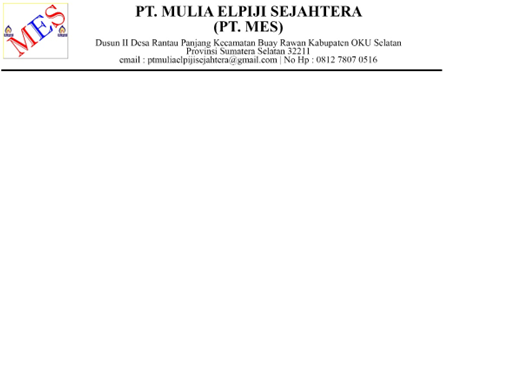 MES
PT. MULIA ELPIJI SEJAHTERA
(PT. MES)
Dusun II Desa Rantau Panjang Kecamatan Buay Rawan Kabupaten OKU Selatan
Provinsi Sumatera Selatan 32211
email : ptmuliaelpijisejahtera@gmail.com | No Hp : 0812 7807 0516